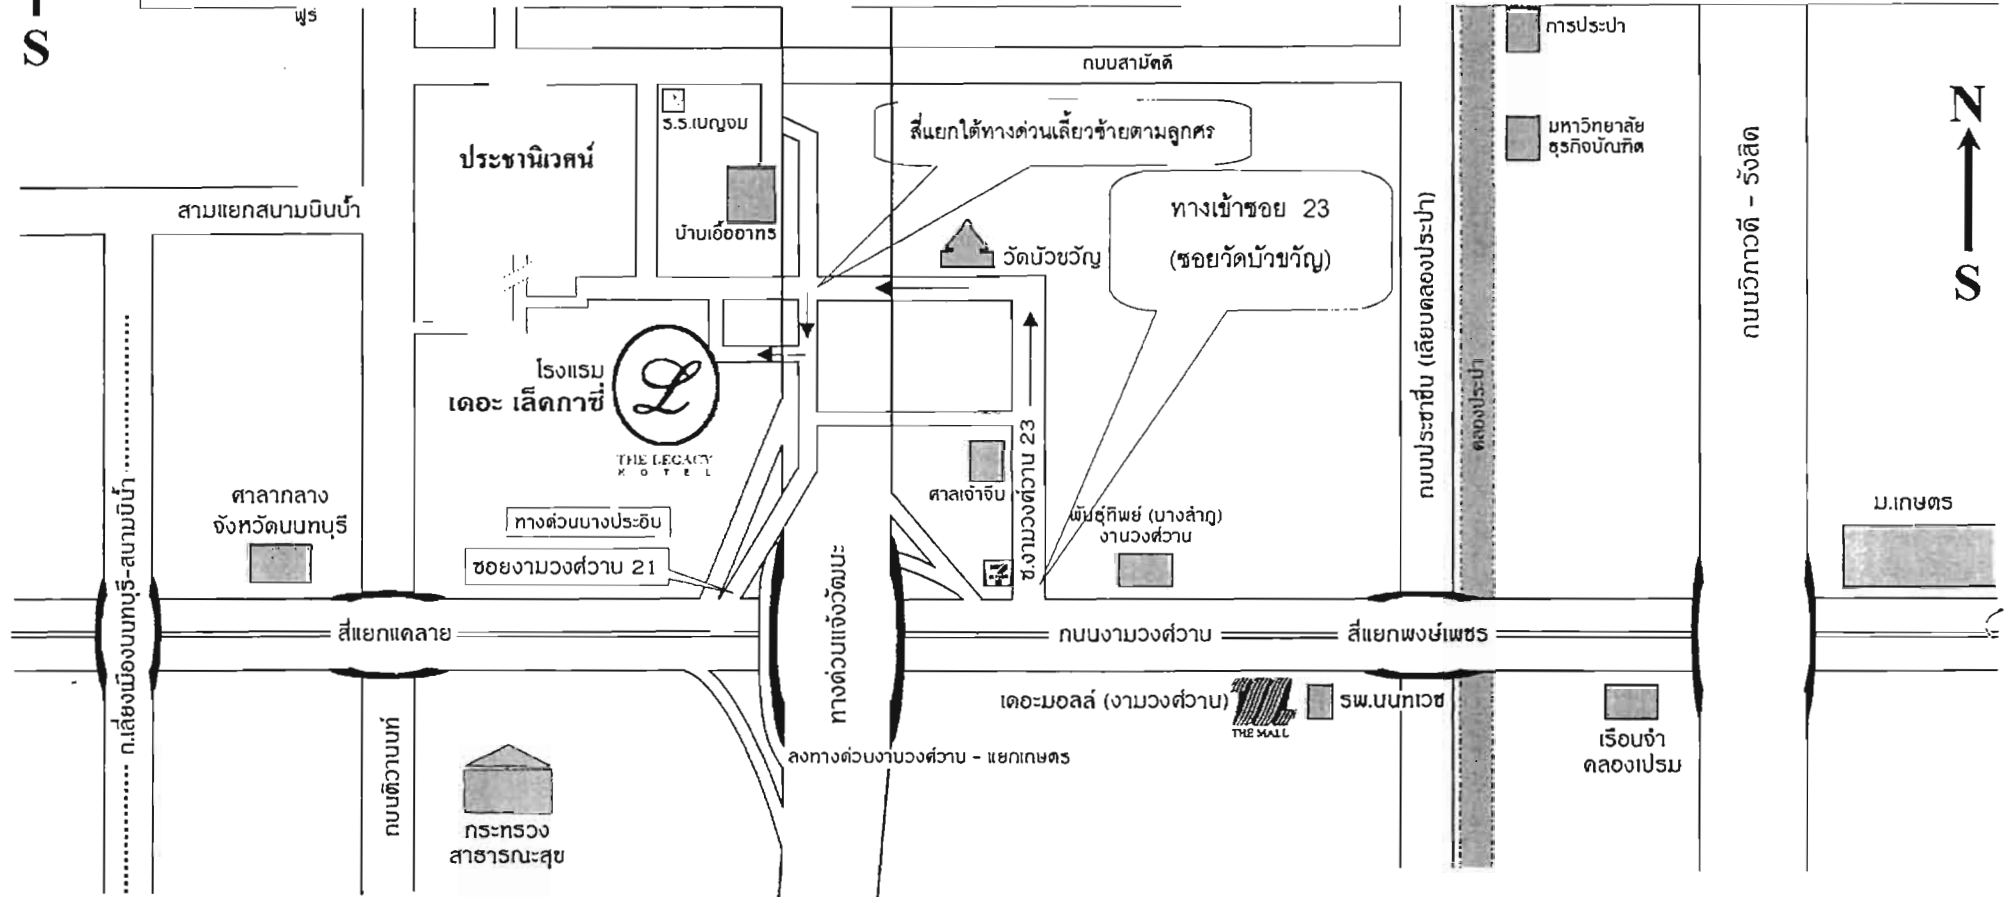 ฟูรี
S
การประปา
ถนนสามัคคี
N
S
ร.ร.เบญจม
สี่แยกใต้ทางด่วนเลี้ยวซ้ายตามลูกศร
มหาวิทยาลัย
ธุรกิจบัณฑิต
ประชานิเวศน์
สามแยกสนามบินน้ำ
บ้านเอื้ออาทร
วัดบัวขวัญ
ทางเข้าซอย 23
(ซอยวัดบัวขวัญ)
ถนนประชาชื่น (เลียบคลองประปา)
คลองประปา
ถนนวิภาวดี - รังสิต
โรงแรม
เดอะ เล็คกาซี่
L
THE LEGACY
HOTEL
ศาลเจ้าจีน
ซ.งามวงศ์วาน 23
ศาลากลาง
จังหวัดนนทบุรี
ทางด่วนบางปะอิน
ซอยงามวงศ์วาน 21
7
พันธุ์ทิพย์ (บางลำภู)
งามวงศ์วาน
ม.เกษตร
ถ.เลี่ยงเมืองนนทบุรี-สนามบินน้ำ
ทางด่วนแจ้งวัฒนะ
สี่แยกแคลาย
ถนนงามวงศ์วาน
สี่แยกพงษ์เพชร
เดอะมอลล์ (งามวงศ์วาน)
THE MALL
รพ.นนทเวช
เรือนจำ
คลองเปรม
ลงทางด่วนงามวงศ์วาน - แยกเกษตร
ถนนติวานนท์
กระทรวง
สาธารณะสุข